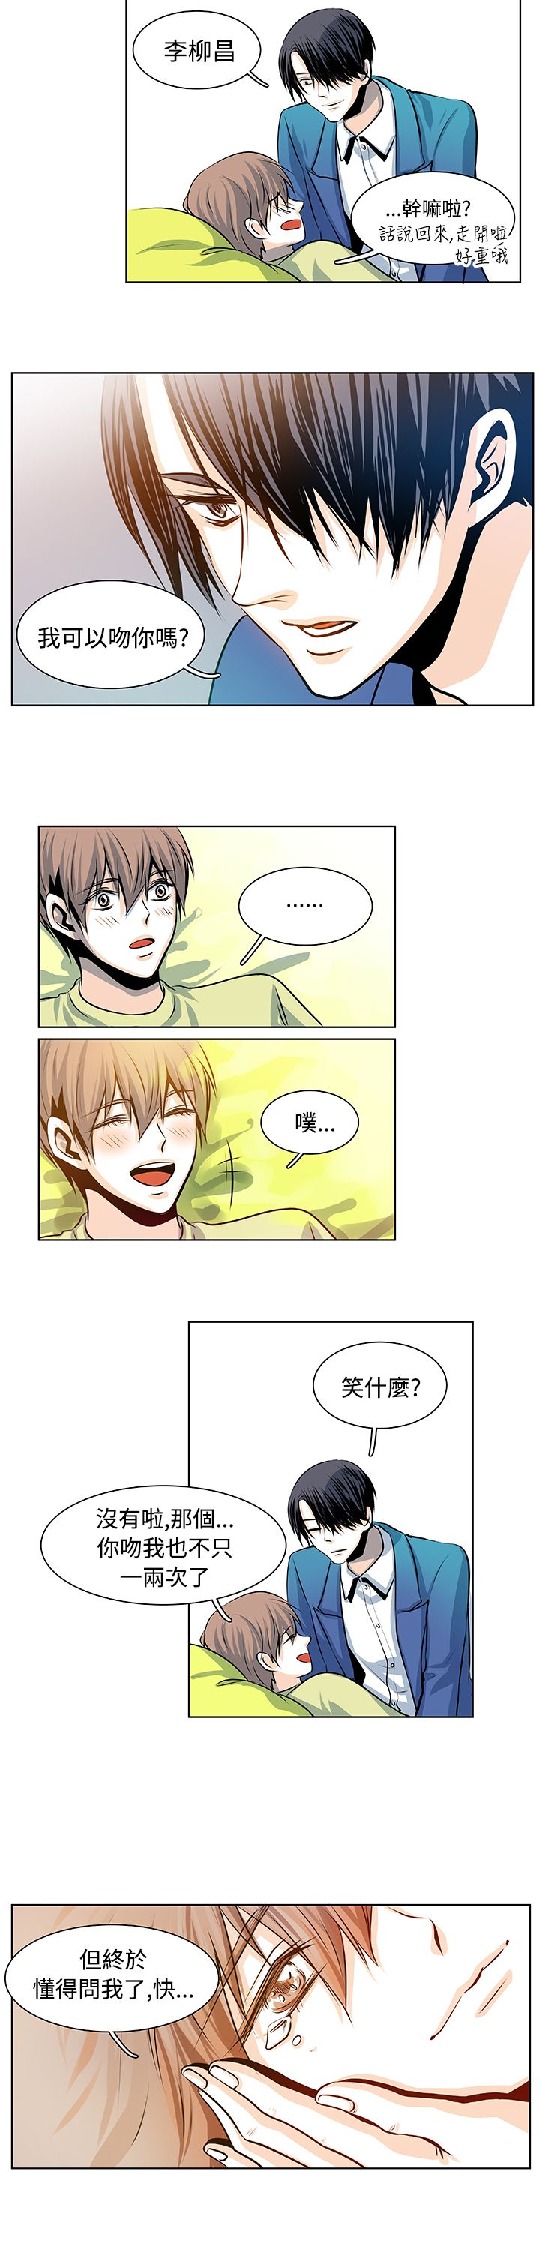 李柳昌
...幹嘛啦?
話說回來,走開啦
好重哦
我可以吻你嗎?
……
噗...
笑什麼?
沒有啦,那個...
你吻我也不只
一兩次了
但終於
懂得問我了,快...